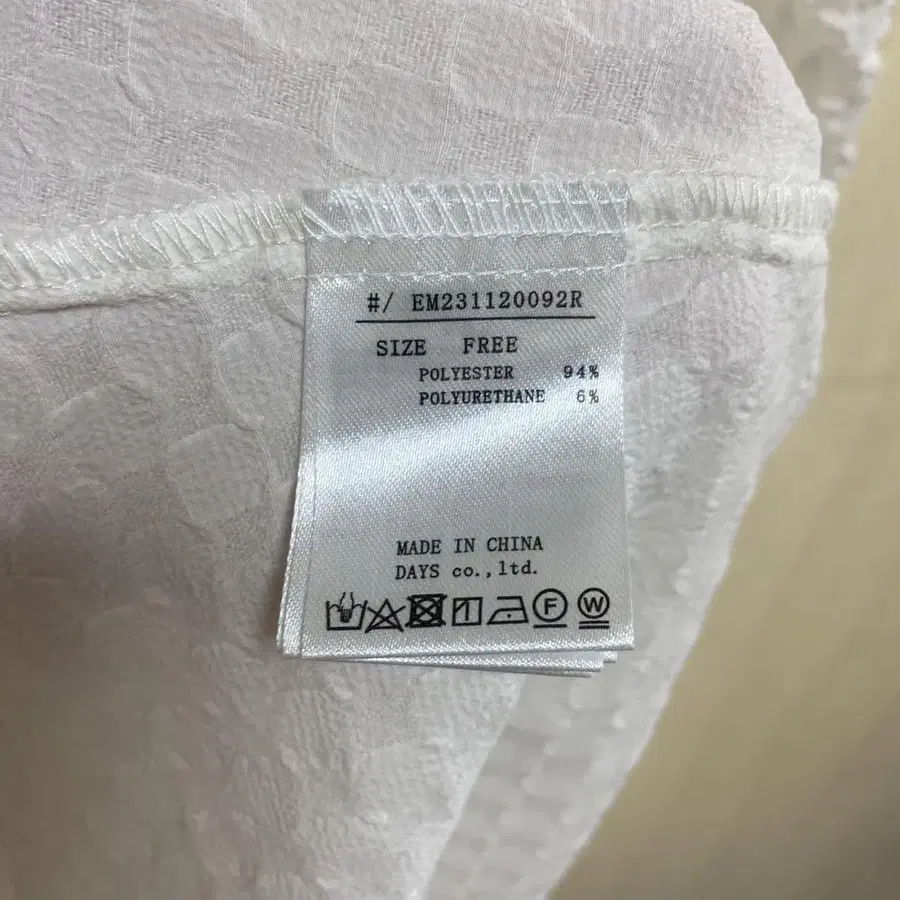 #/ EM231120092R
SIZE FREE
POLYESTER 94%
POLYURETHANE 6%
MADE IN CHINA
DAYS co.,ltd.
F W